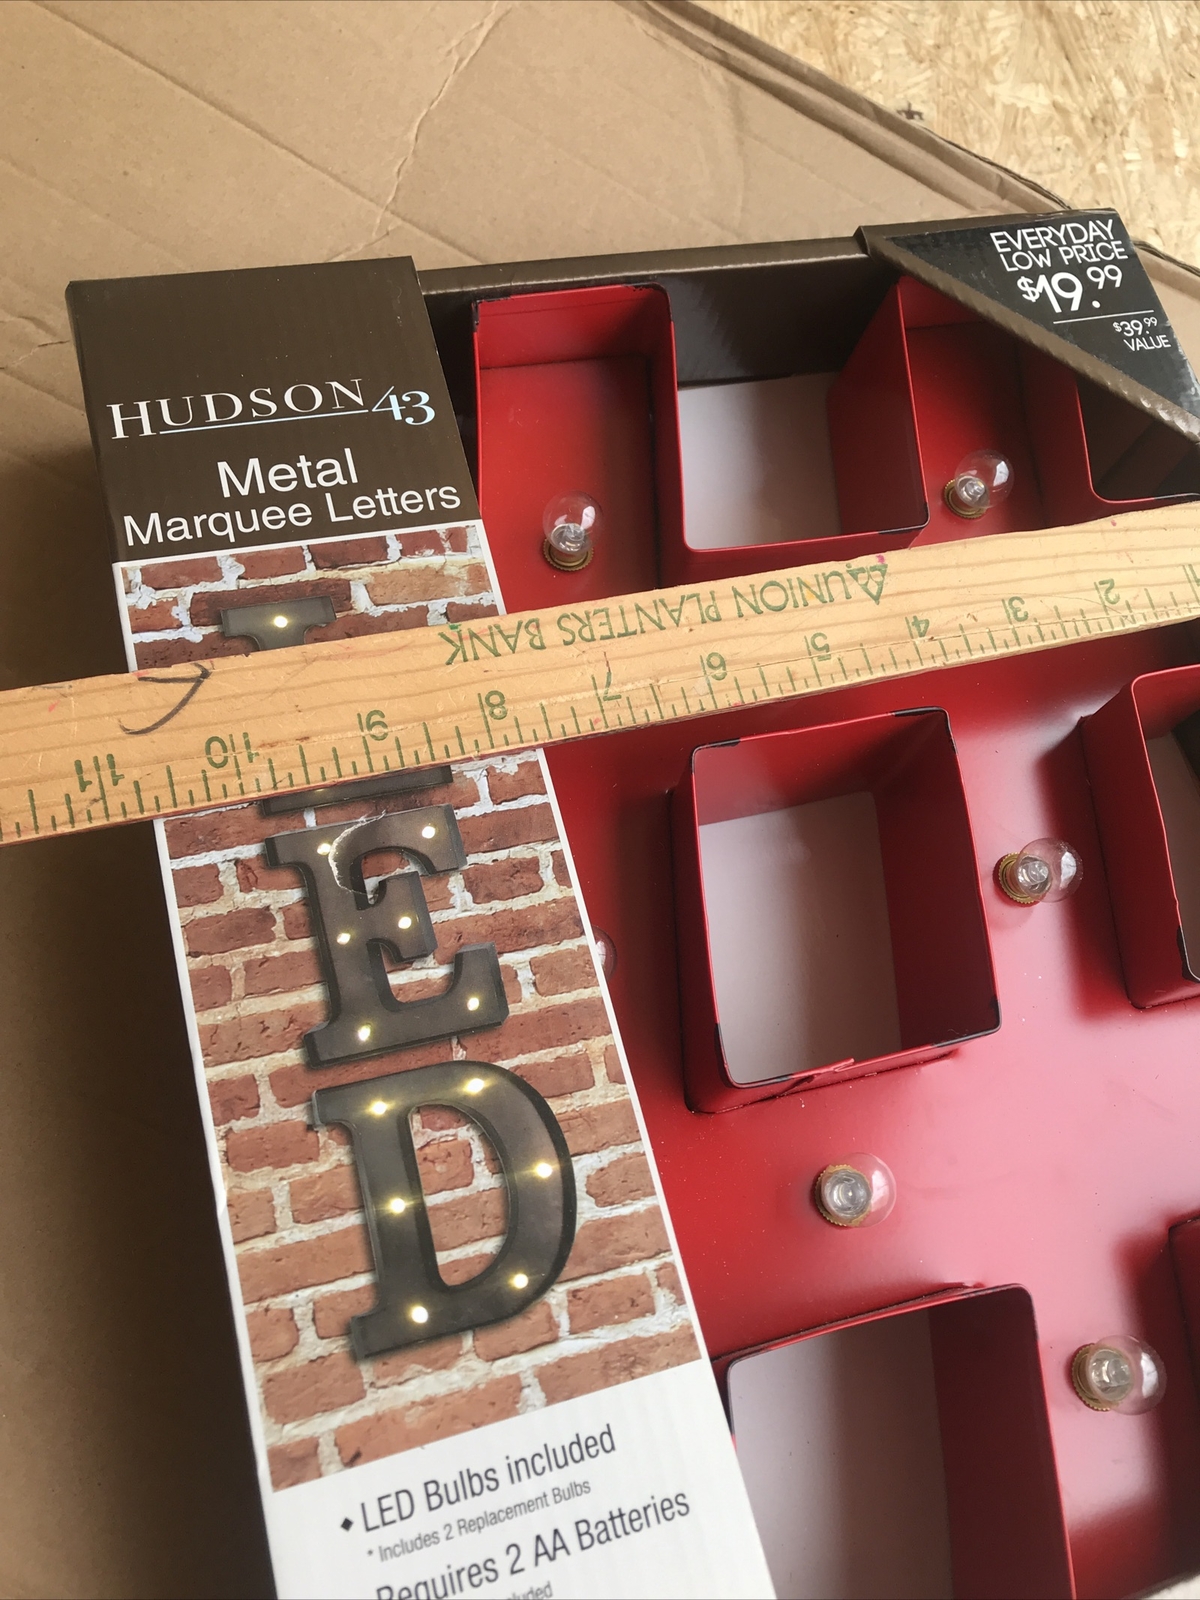 EVERYDAY
LOW PRICE
$19.99
$39.99
VALUE
HUDSON 43
Metal
Marquee Letters
UNION PLANTERS BANK
1 2 3 4 5 6 7 8 9 10 11
E
D
◆ LED Bulbs included
* Includes 2 Replacement Bulbs
Requires 2 AA Batteries